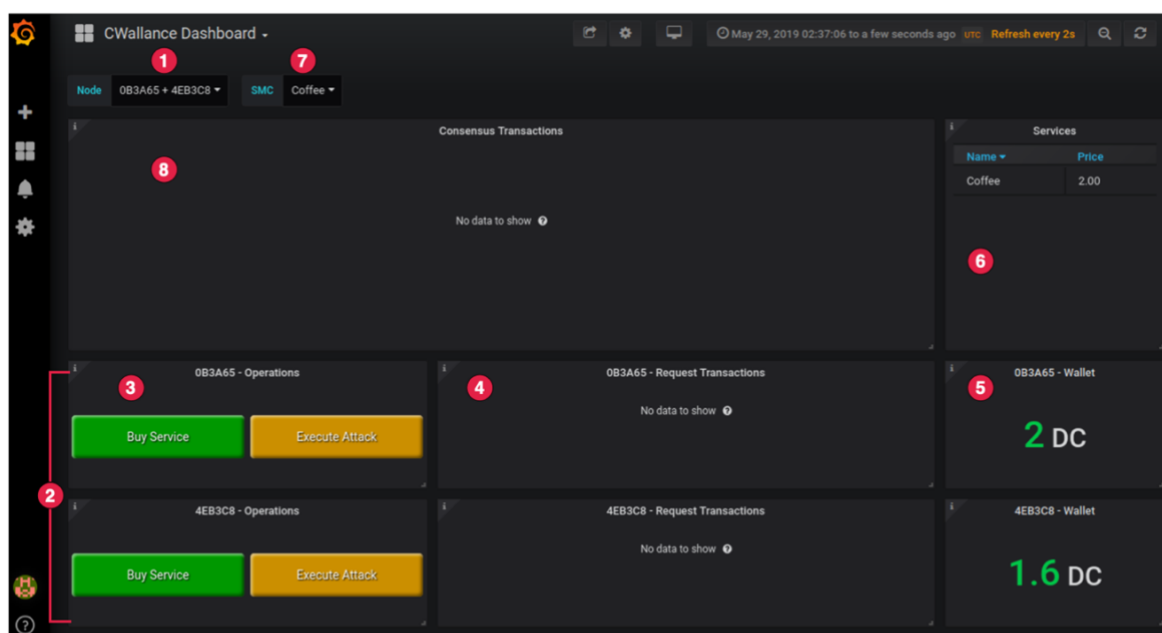 CWallance Dashboard
May 29, 2019 02:37:06 to a few seconds ago UTC Refresh every 2s
1
7
Node 0B3A65 + 4EB3C8 SMC Coffee
i Consensus Transactions
i Services
Name Price
8
Coffee 2.00
No data to show ?
6
i 0B3A65 - Operations
i 0B3A65 - Request Transactions
i 0B3A65 - Wallet
3
4
5
No data to show ?
Buy Service Execute Attack
2 DC
2
i 4EB3C8 - Operations
i 4EB3C8 - Request Transactions
i 4EB3C8 - Wallet
No data to show ?
Buy Service Execute Attack
1.6 DC
?